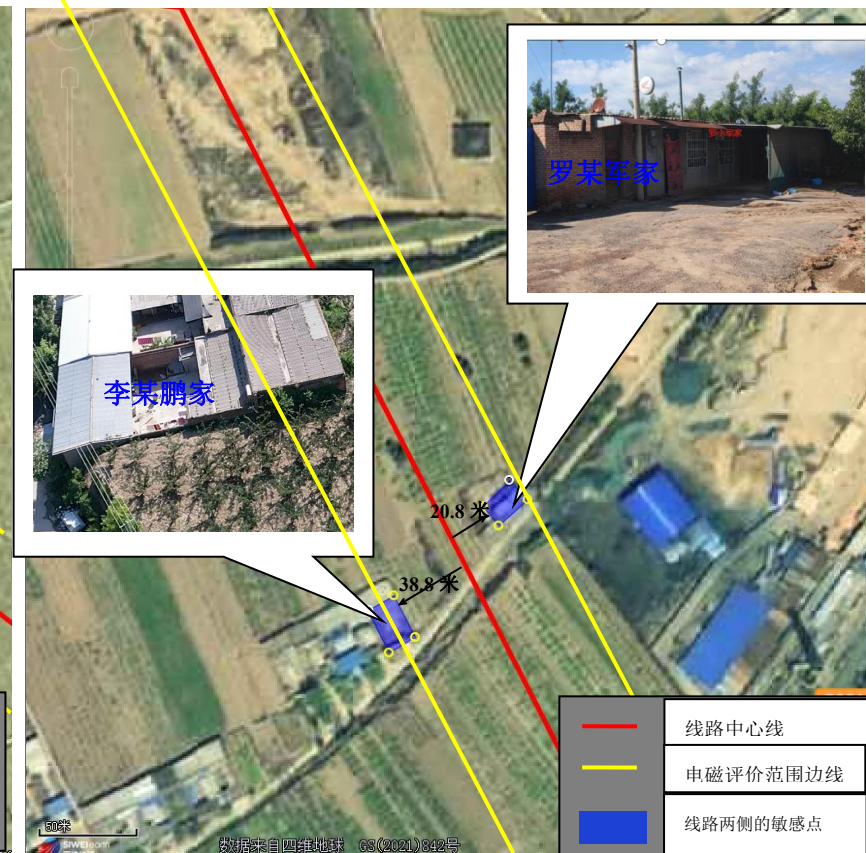 罗某军家
李某鹏家
20.8 米
38.8 米
线路中心线
电磁评价范围边线
线路两侧的敏感点
50米
SIWEI earth
数据来自四维地球 GS(2021)842号